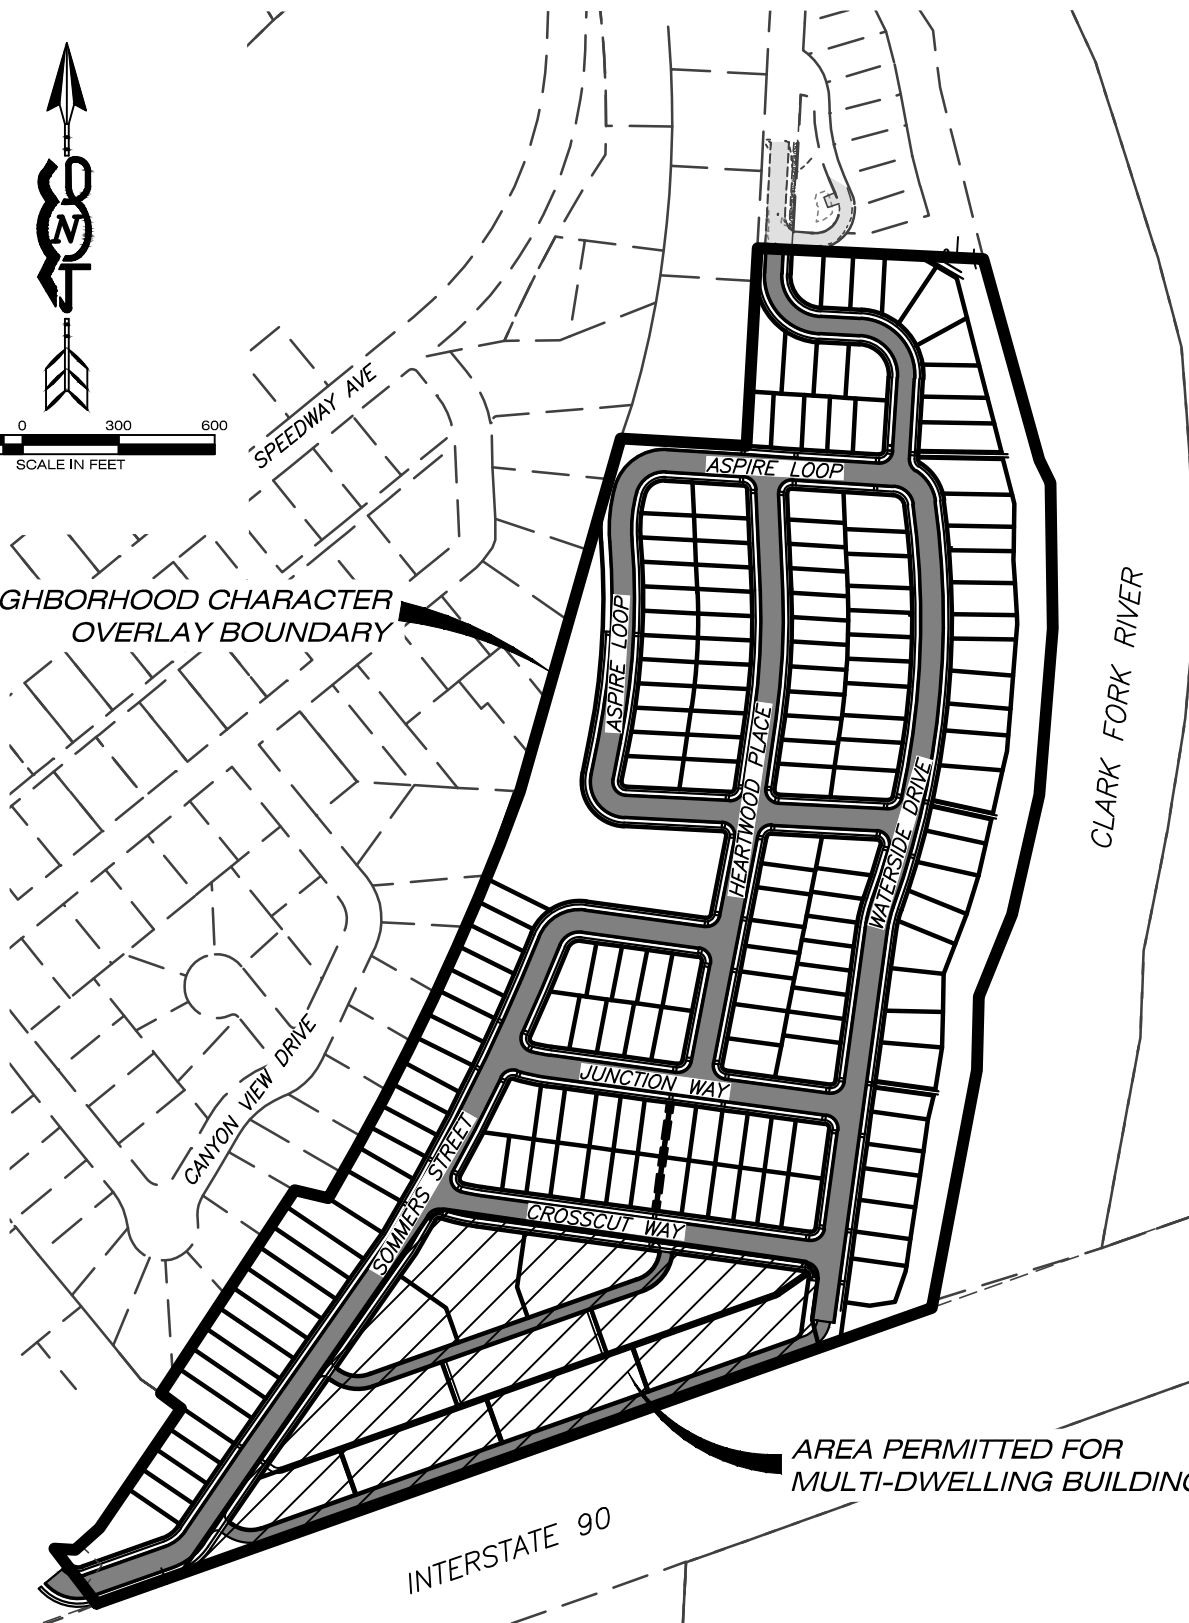 N
0 300 600
SCALE IN FEET
SPEEDWAY AVE
ASPIRE LOOP
GHBORHOOD CHARACTER
OVERLAY BOUNDARY
ASPIRE LOOP
HEARTWOOD PLACE
WATERSIDE DRIVE
CLARK FORK RIVER
CANYON VIEW DRIVE
JUNCTION WAY
SOMMERS STREET
CROSSCUT WAY
AREA PERMITTED FOR
MULTI-DWELLING BUILDING
INTERSTATE 90